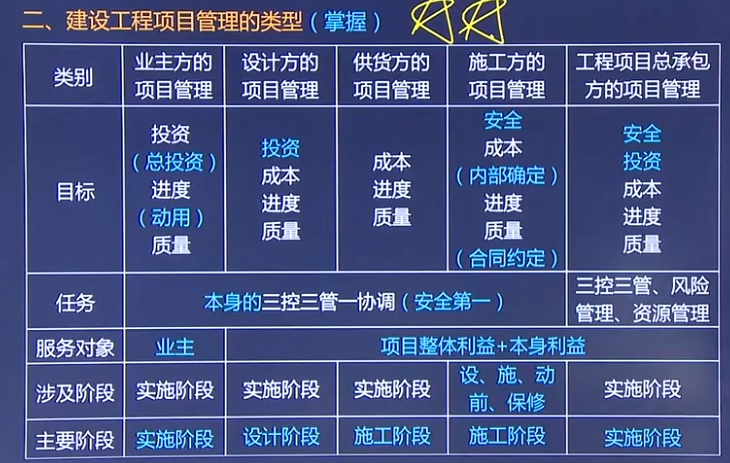 二、建设工程项目管理的类型（掌握）
类别
业主方的
项目管理
设计方的
项目管理
供货方的
项目管理
施工方的
项目管理
工程项目总承包
方的项目管理
目标
投资
（总投资）
进度
（动用）
质量
投资
成本
进度
质量
成本
进度
质量
安全
成本
（内部确定）
进度
质量
（合同约定）
安全
投资
成本
进度
质量
任务
本身的三控三管一协调（安全第一）
三控三管、风险
管理、资源管理
服务对象
业主
项目整体利益+本身利益
涉及阶段
实施阶段
实施阶段
实施阶段
设、施、动
前、保修
实施阶段
主要阶段
实施阶段
设计阶段
施工阶段
施工阶段
实施阶段